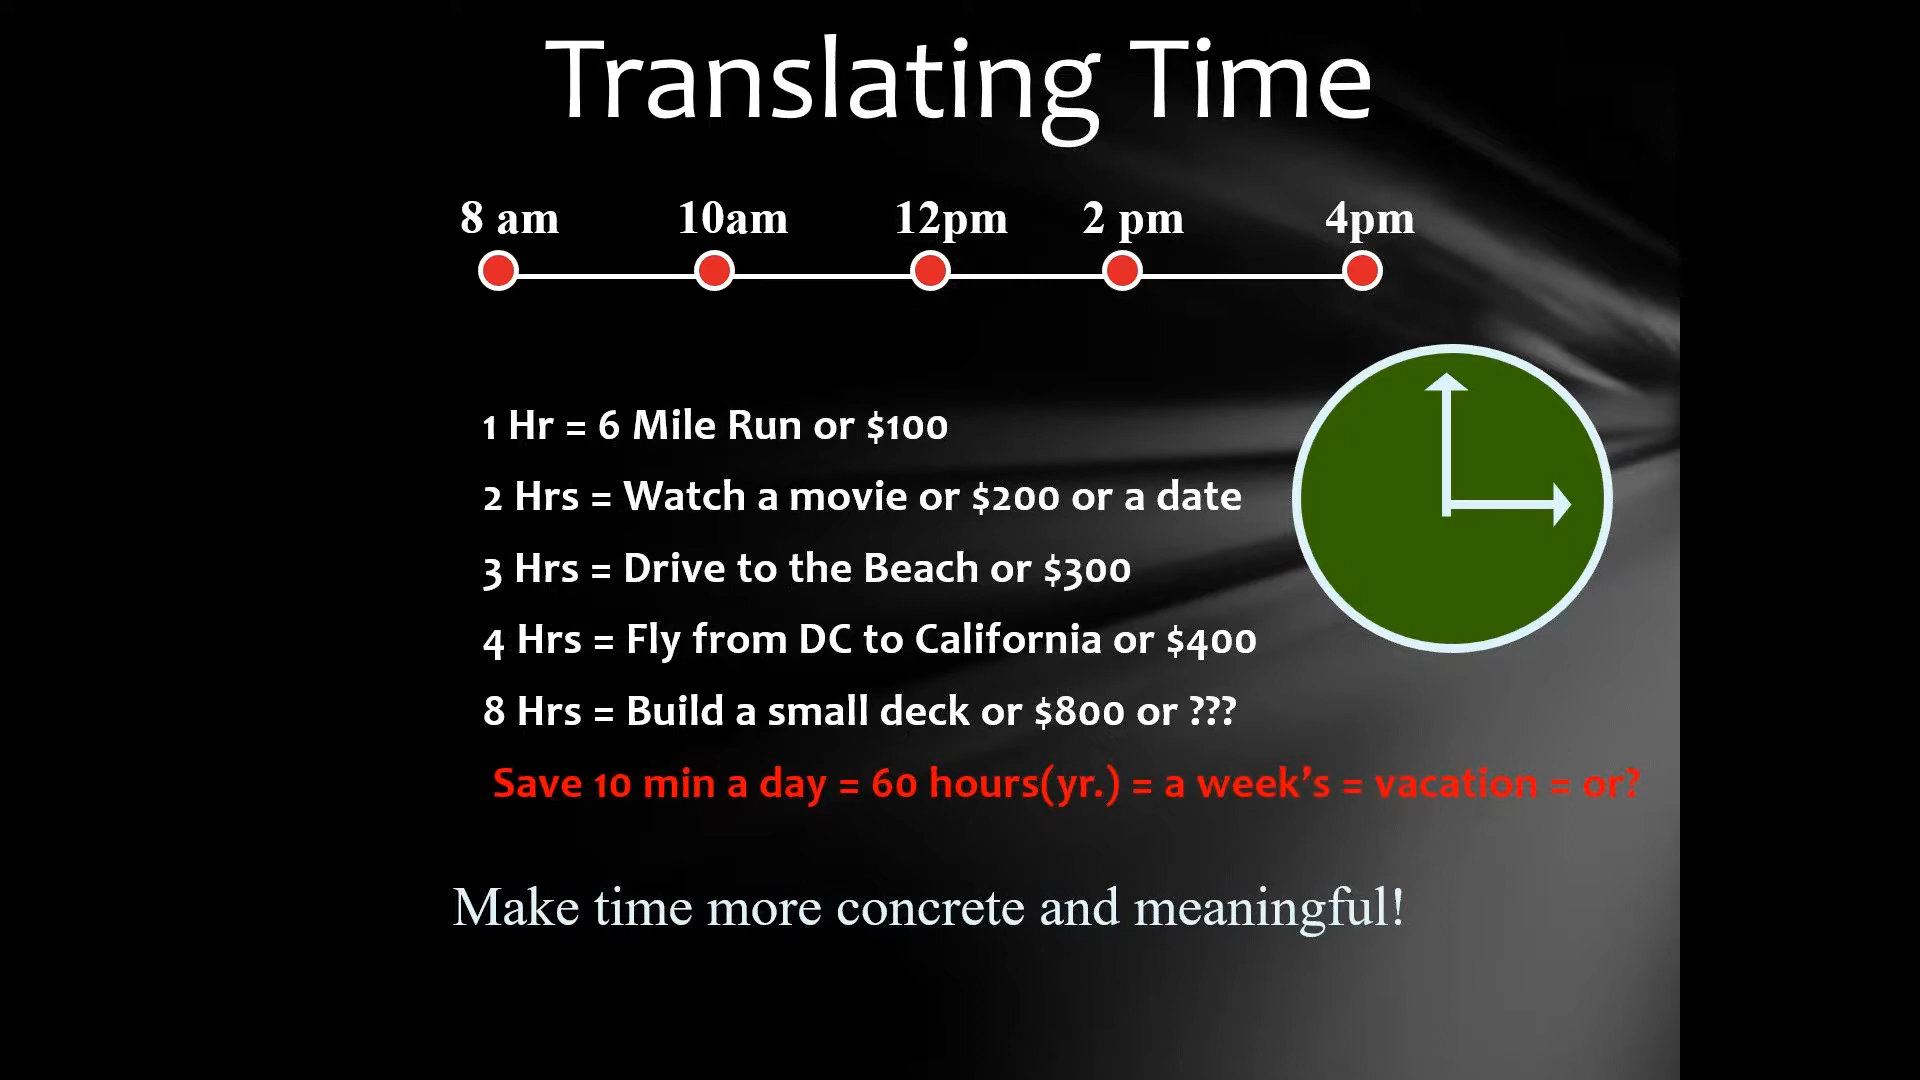 Translating Time
8 am 10am 12pm 2 pm 4pm
1 Hr = 6 Mile Run or $100
2 Hrs = Watch a movie or $200 or a date
3 Hrs = Drive to the Beach or $300
4 Hrs = Fly from DC to California or $400
8 Hrs = Build a small deck or $800 or ???
Save 10 min a day = 60 hours(yr.) = a week’s = vacation = or?
Make time more concrete and meaningful!